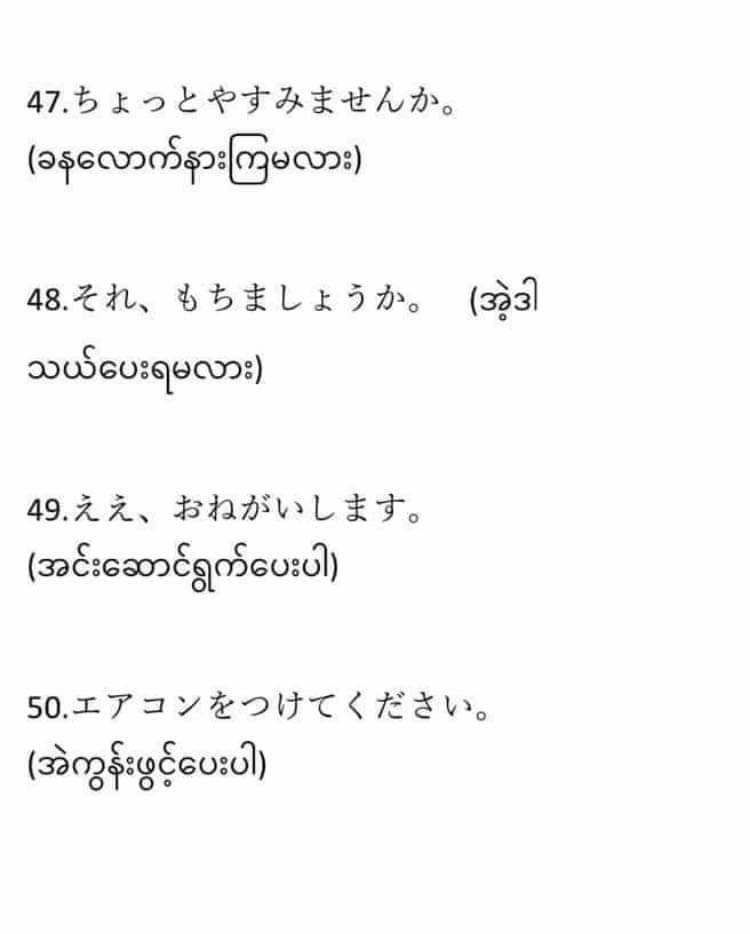 47.ちょっとやすみませんか。
(ခနလောက်နားကြမလား)
48.それ、もちましょうか。 (အဲ့ဒါ
သယ်ပေးရမလား)
49.ええ、おねがいします。
(အင်းဆောင်ရွက်ပေးပါ)
50.エアコンをつけてください。
(အဲကွန်းဖွင့်ပေးပါ)